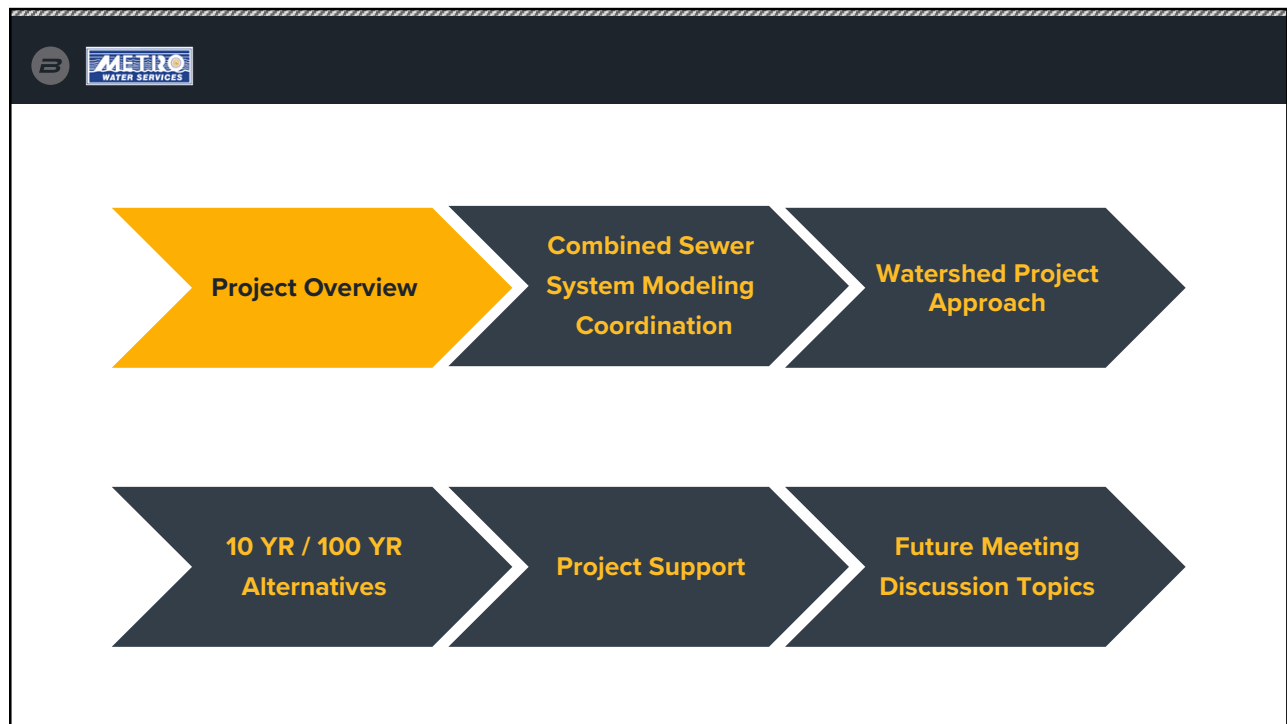 B
METRO
WATER SERVICES
Project Overview
Combined Sewer
System Modeling
Coordination
Watershed Project
Approach
10 YR / 100 YR
Alternatives
Project Support
Future Meeting
Discussion Topics